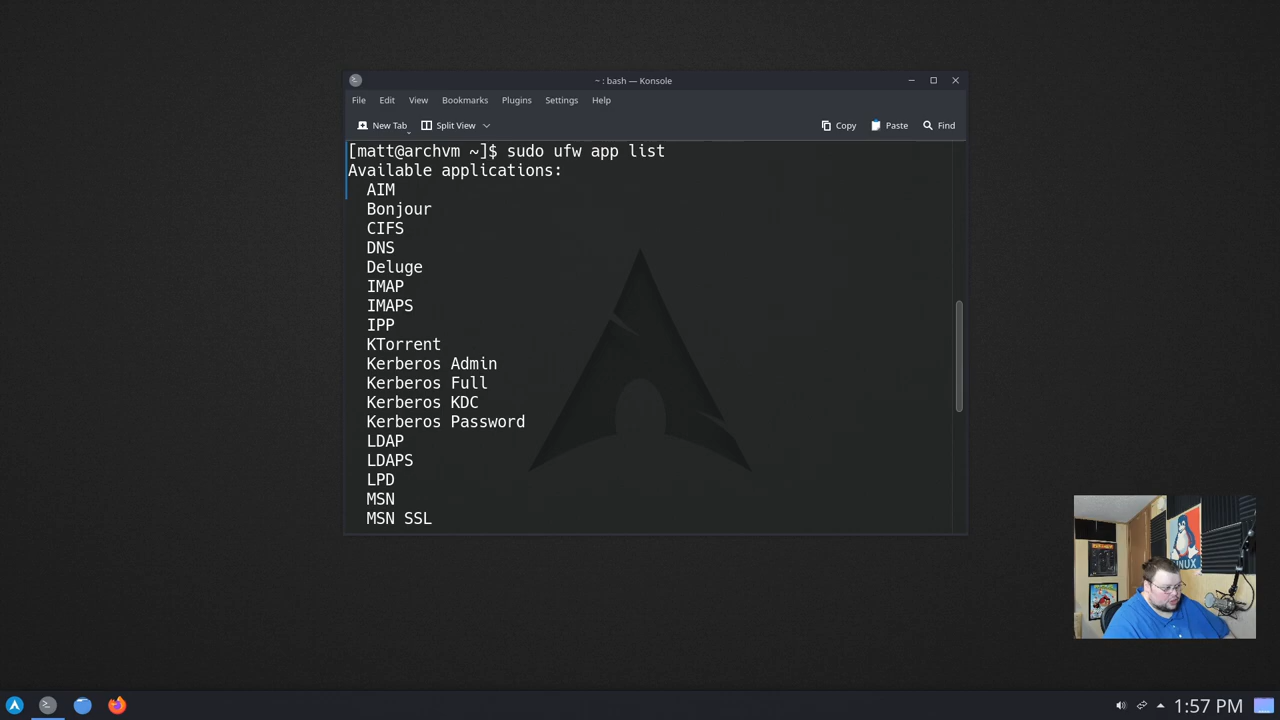 ~ : bash — Konsole
File Edit View Bookmarks Plugins Settings Help
New Tab Split View Copy Paste Find
[matt@archvm ~]$ sudo ufw app list
Available applications:
AIM
Bonjour
CIFS
DNS
Deluge
IMAP
IMAPS
IPP
KTorrent
Kerberos Admin
Kerberos Full
Kerberos KDC
Kerberos Password
LDAP
LDAPS
LPD
MSN
MSN SSL
LINUX
1:57 PM